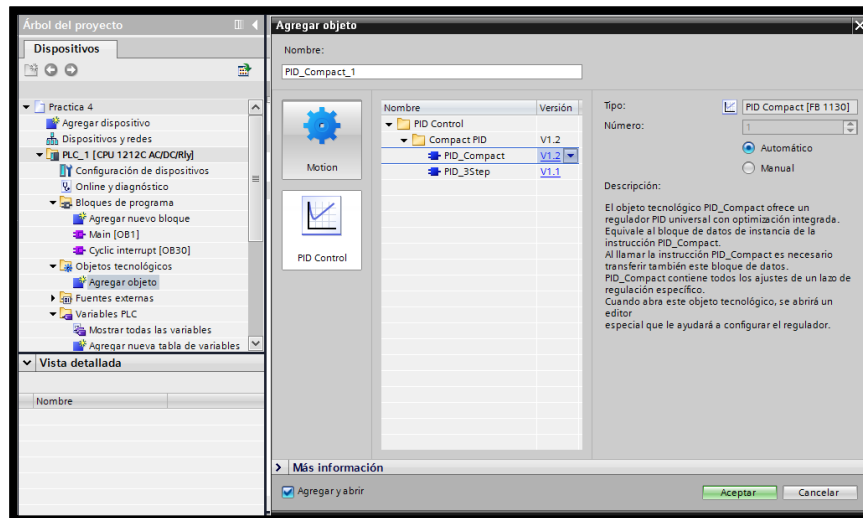 Árbol del proyecto
Dispositivos
Practica 4
Agregar dispositivo
Dispositivos y redes
PLC_1 [CPU 1212C AC/DC/Rly]
Configuración de dispositivos
Online y diagnóstico
Bloques de programa
Agregar nuevo bloque
Main [OB1]
Cyclic interrupt [OB30]
Objetos tecnológicos
Agregar objeto
Fuentes externas
Variables PLC
Mostrar todas las variables
Agregar nueva tabla de variables
Vista detallada
Nombre
Agregar objeto
Nombre:
PID_Compact_1
Motion
PID Control
Nombre Versión
PID Control
Compact PID V1.2
PID_Compact V1.2
PID_3Step V1.1
Tipo: PID Compact [FB 1130]
Número: 1
Automático
Manual
Descripción:
El objeto tecnológico PID_Compact ofrece un
regulador PID universal con optimización integrada.
Equivale al bloque de datos de instancia de la
instrucción PID_Compact.
Al llamar la instrucción PID_Compact es necesario
transferir también este bloque de datos.
PID_Compact contiene todos los ajustes de un lazo de
regulación específico.
Cuando abra este objeto tecnológico, se abrirá un
editor
especial que le ayudará a configurar el regulador.
Más información
Agregar y abrir
Aceptar Cancelar